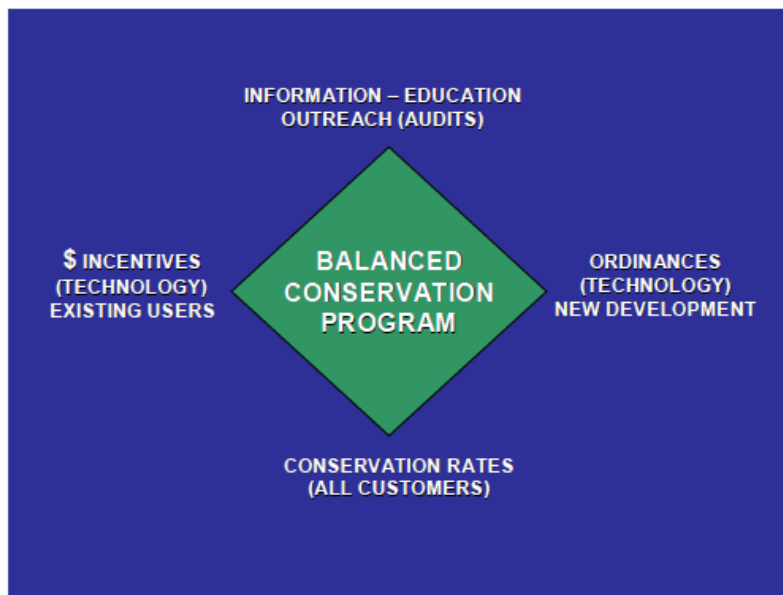 INFORMATION – EDUCATION
OUTREACH (AUDITS)
$ INCENTIVES
(TECHNOLOGY)
EXISTING USERS
BALANCED
CONSERVATION
PROGRAM
ORDINANCES
(TECHNOLOGY)
NEW DEVELOPMENT
CONSERVATION RATES
(ALL CUSTOMERS)